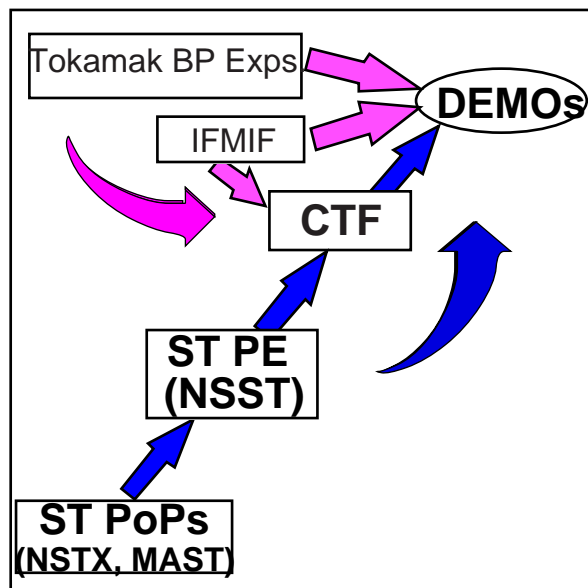 Tokamak BP Exps.
DEMOs
IFMIF
CTF
ST PE
(NSST)
ST PoPs
(NSTX, MAST)